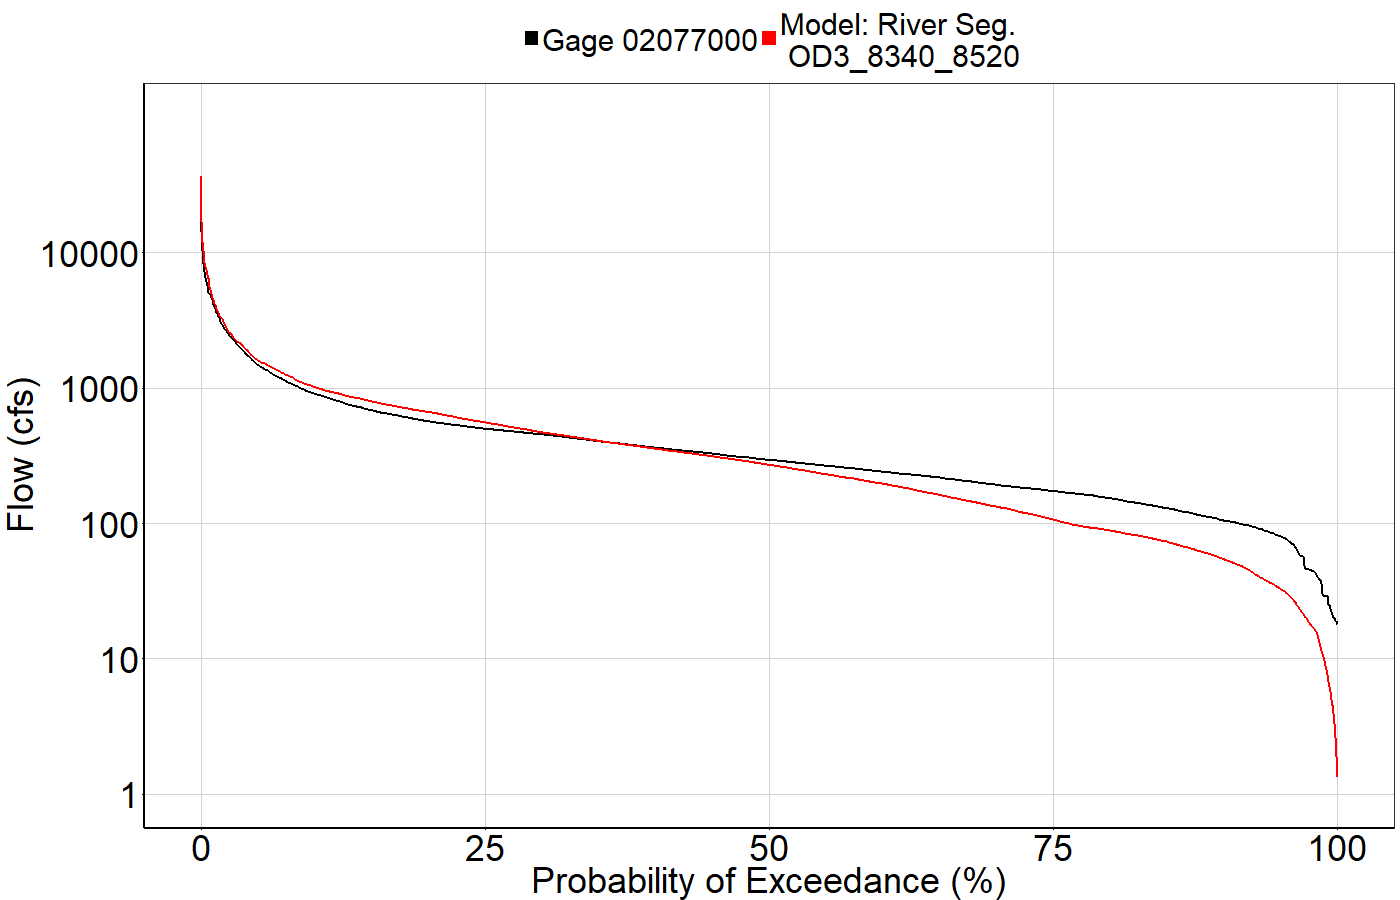 Gage 02077000
Model: River Seg.
OD3_8340_8520
Flow (cfs)
10000
1000
100
10
1
0 25 50 75 100
Probability of Exceedance (%)